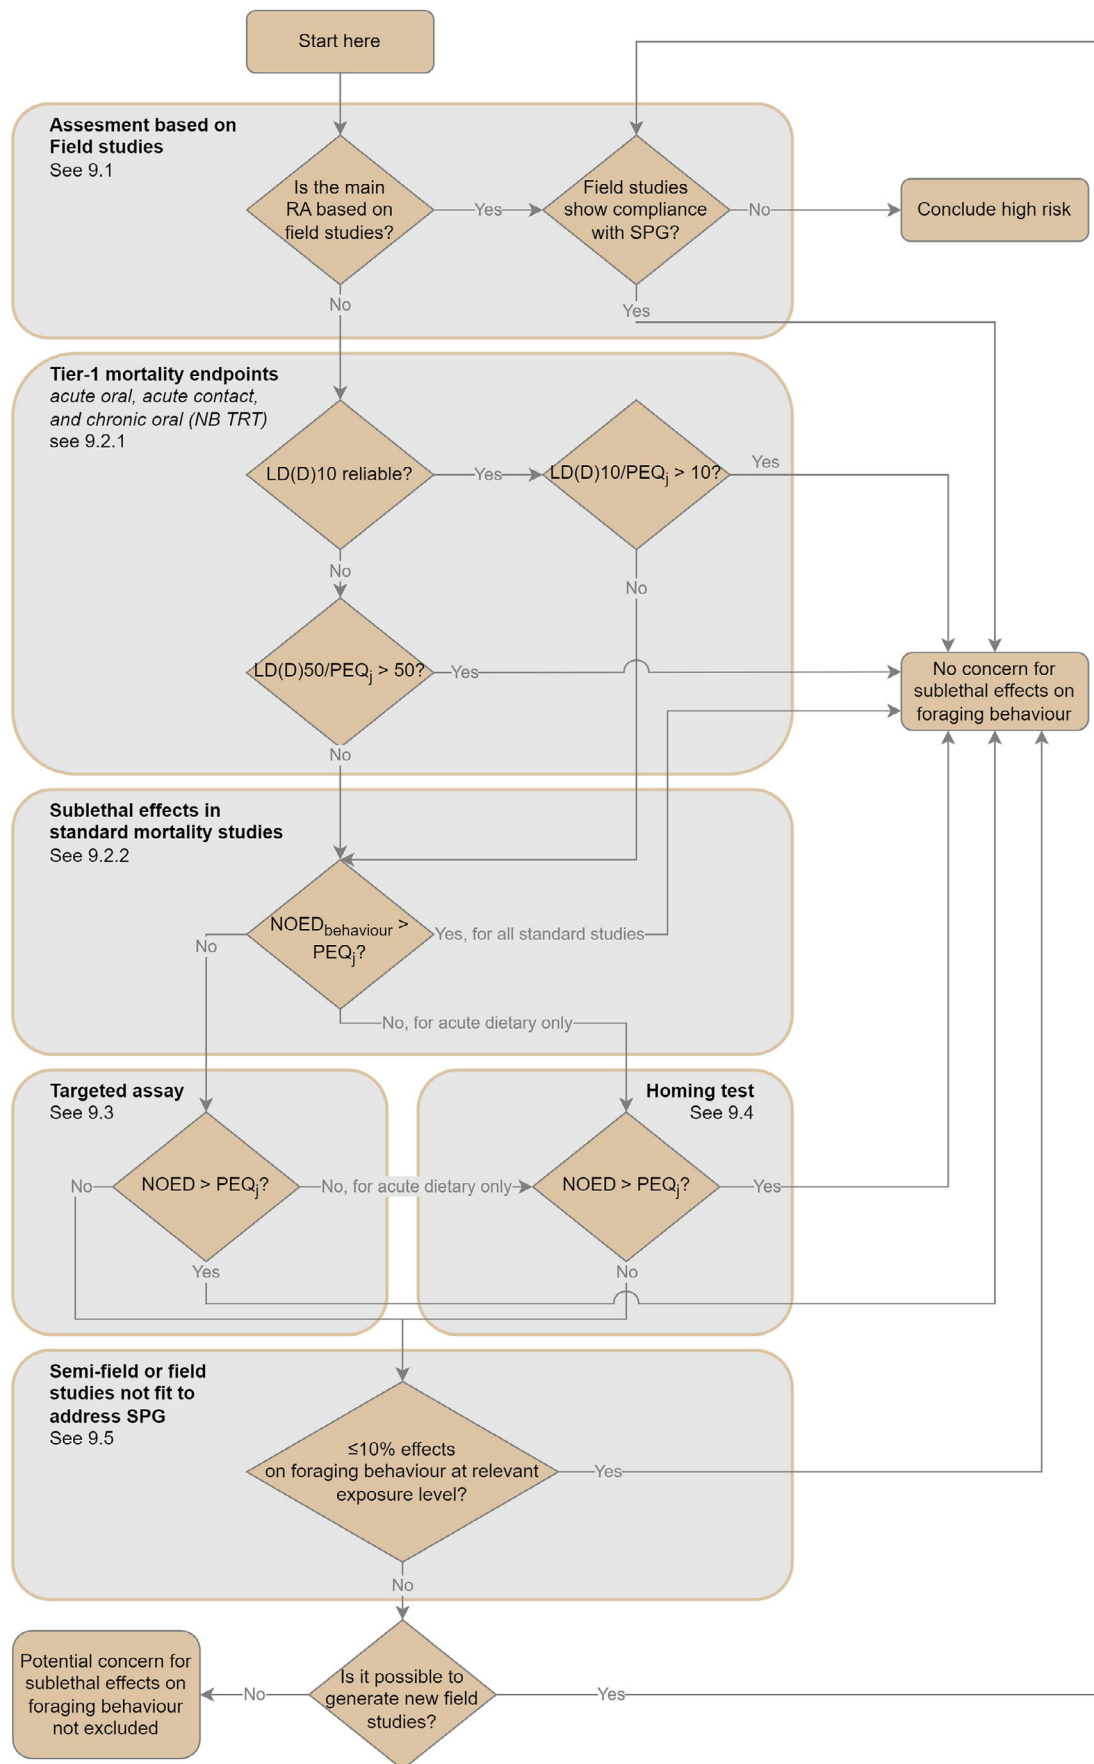 Start here
Assesment based on
Field studies
See 9.1
Is the main
RA based on
field studies?
Yes
Field studies
show compliance
with SPG?
No
Conclude high risk
No
Yes
Tier-1 mortality endpoints
acute oral, acute contact,
and chronic oral (NB TRT)
see 9.2.1
LD(D)10 reliable?
Yes
LD(D)10/PEQj > 10?
Yes
No
No
LD(D)50/PEQj > 50?
Yes
No concern for
sublethal effects on
foraging behaviour
No
Sublethal effects in
standard mortality studies
See 9.2.2
NOEDbehaviour >
PEQj?
No
Yes, for all standard studies
No, for acute dietary only
Targeted assay
See 9.3
Homing test
See 9.4
No
NOED > PEQj?
No, for acute dietary only
NOED > PEQj?
Yes
Yes
No
Semi-field or field
studies not fit to
address SPG
See 9.5
≤10% effects
on foraging behaviour at relevant
exposure level?
Yes
No
Potential concern for
sublethal effects on
foraging behaviour
not excluded
No
Is it possible to
generate new field
studies?
Yes